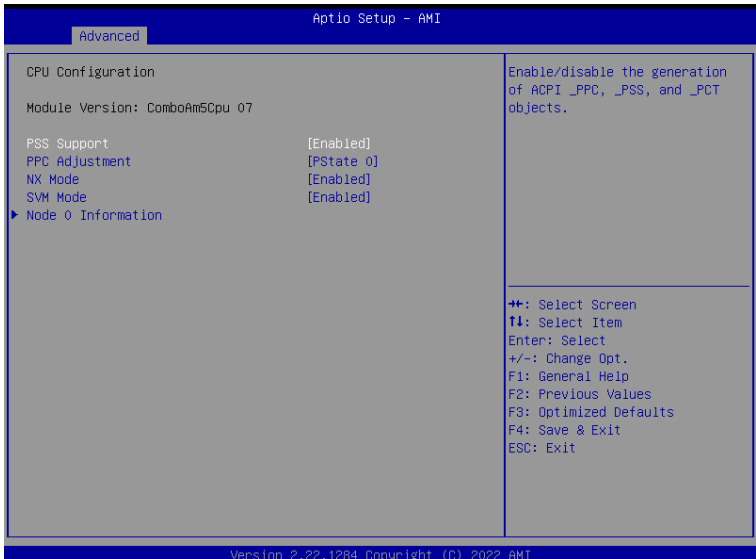 Aptio Setup – AMI
Advanced
CPU Configuration
Module Version: ComboAm5Cpu 07
PSS Support [Enabled]
PPC Adjustment [PState 0]
NX Mode [Enabled]
SVM Mode [Enabled]
Node 0 Information
Enable/disable the generation
of ACPI _PPC, _PSS, and _PCT
objects.
→←: Select Screen
↑↓: Select Item
Enter: Select
+/-: Change Opt.
F1: General Help
F2: Previous Values
F3: Optimized Defaults
F4: Save & Exit
ESC: Exit
Version 2.22.1284 Copyright (C) 2022 AMI